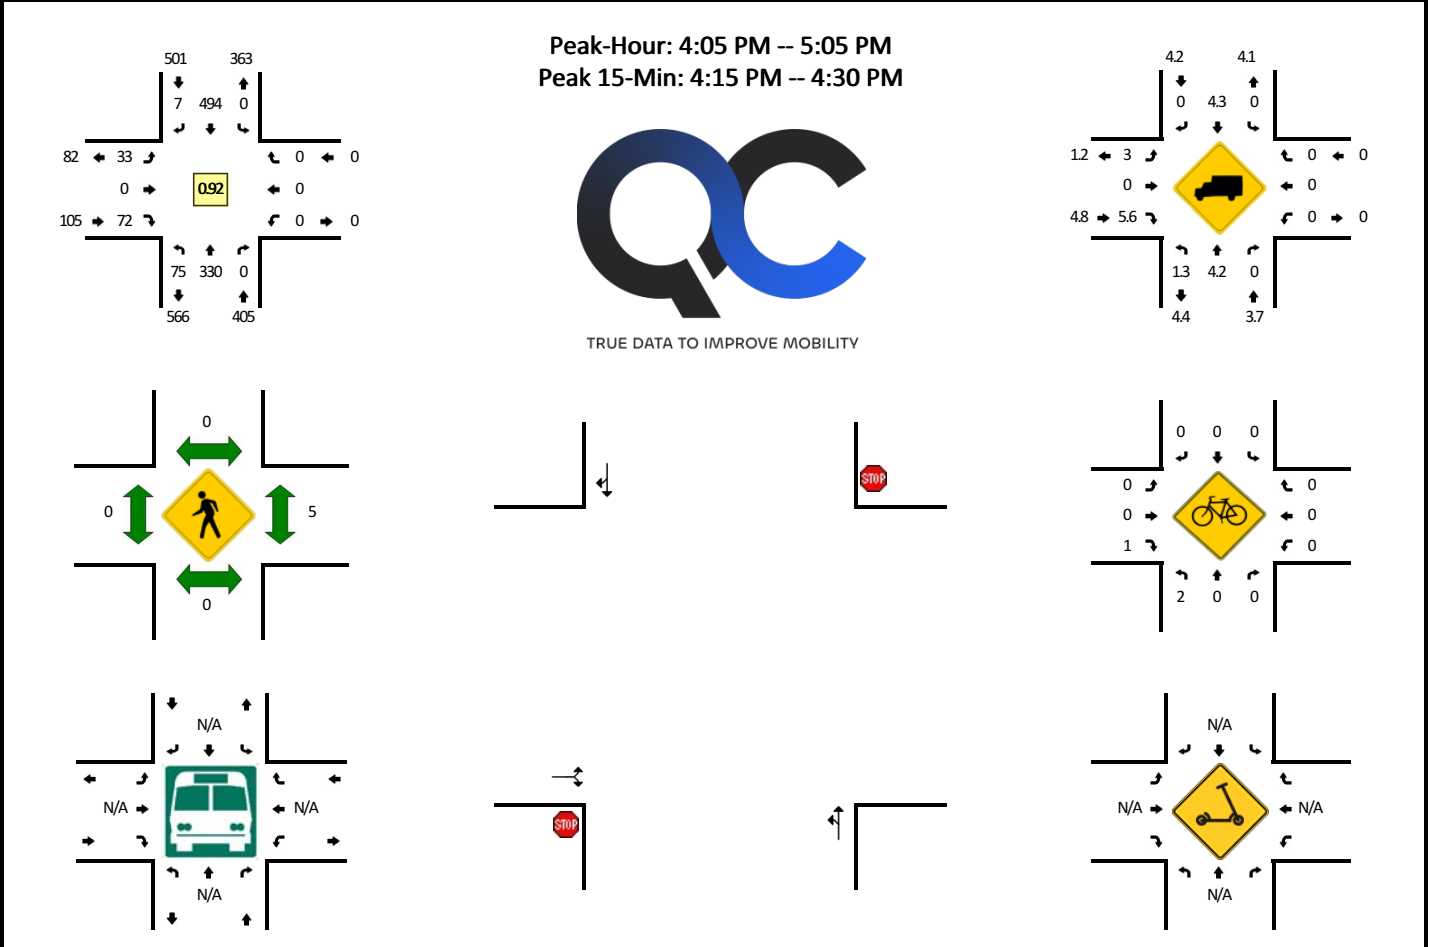 Peak-Hour: 4:05 PM -- 5:05 PM
Peak 15-Min: 4:15 PM -- 4:30 PM
501 363
7 494 0
82 33 0 0
0 0.92 0
105 72 0 0
75 330 0
566 405
TRUE DATA TO IMPROVE MOBILITY
4.2 4.1
0 4.3 0
1.2 3 0 0
0 0
4.8 5.6 0 0
1.3 4.2 0
4.4 3.7
0
0 5
0
STOP
STOP
0 0 0
0 0
0 0
1 0
2 0 0
N/A
N/A N/A
N/A
N/A
N/A N/A
N/A